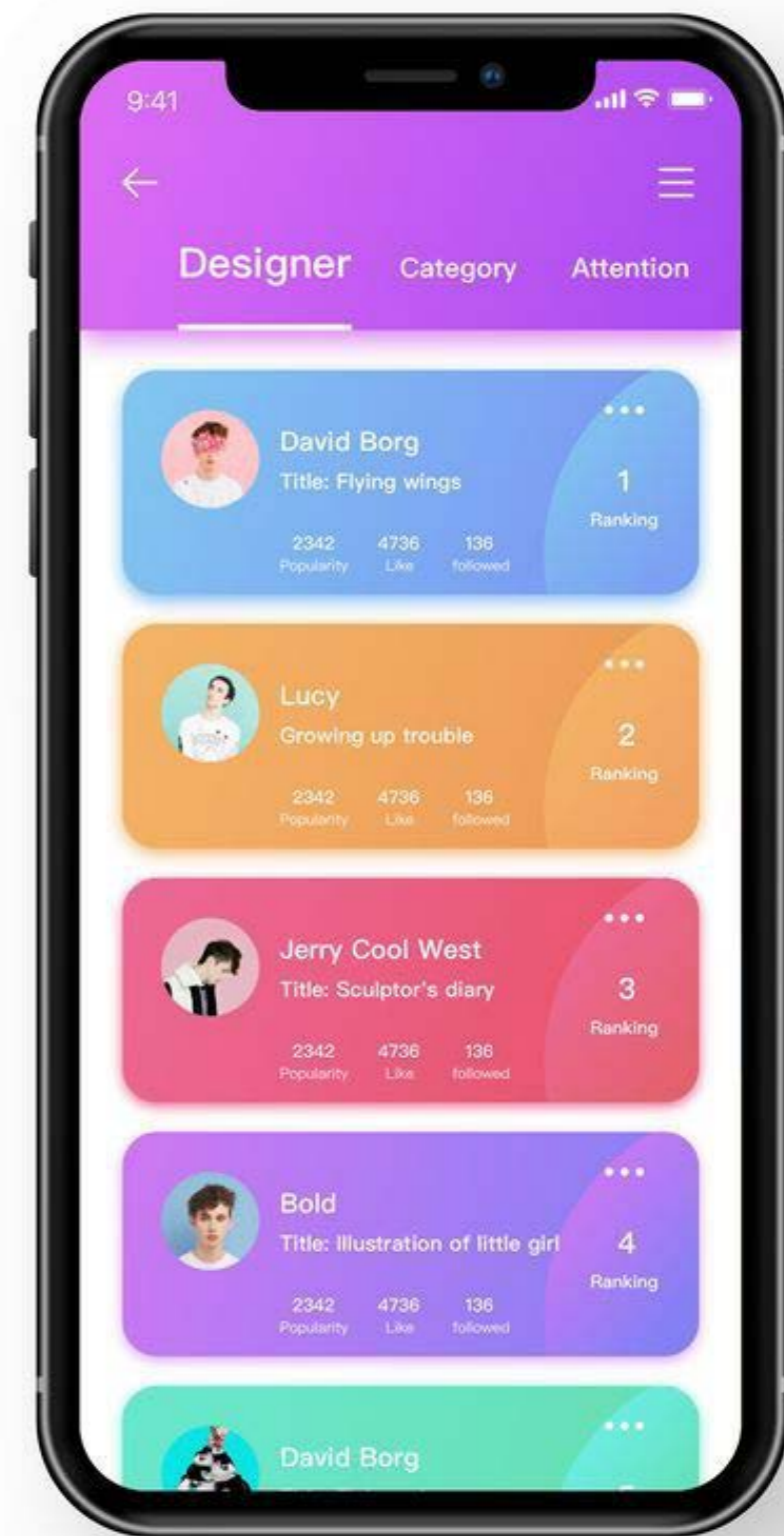 9:41
Designer Category Attention
David Borg
Title: Flying wings
1
Ranking
2342 4736 136
Popularity Like followed
Lucy
Growing up trouble
2
Ranking
2342 4736 136
Popularity Like followed
Jerry Cool West
Title: Sculptor's diary
3
Ranking
2342 4736 136
Popularity Like followed
Bold
Title: Illustration of little girl
4
Ranking
2342 4736 136
Popularity Like followed
David Borg